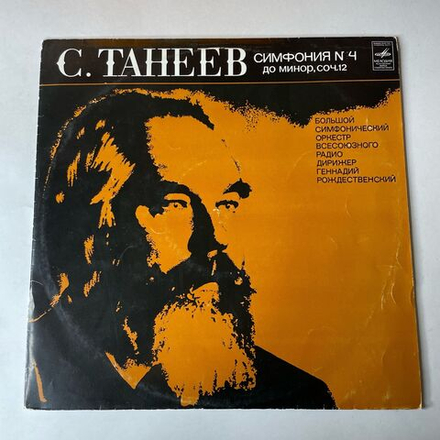 С. ТАНЕЕВ
СИМФОНИЯ N 4
ДО МИНОР, СОЧ.12
БОЛЬШОЙ
СИМФОНИЧЕСКИЙ
ОРКЕСТР
ВСЕСОЮЗНОГО
РАДИО
ДИРИЖЕР
ГЕННАДИЙ
РОЖДЕСТВЕНСКИЙ